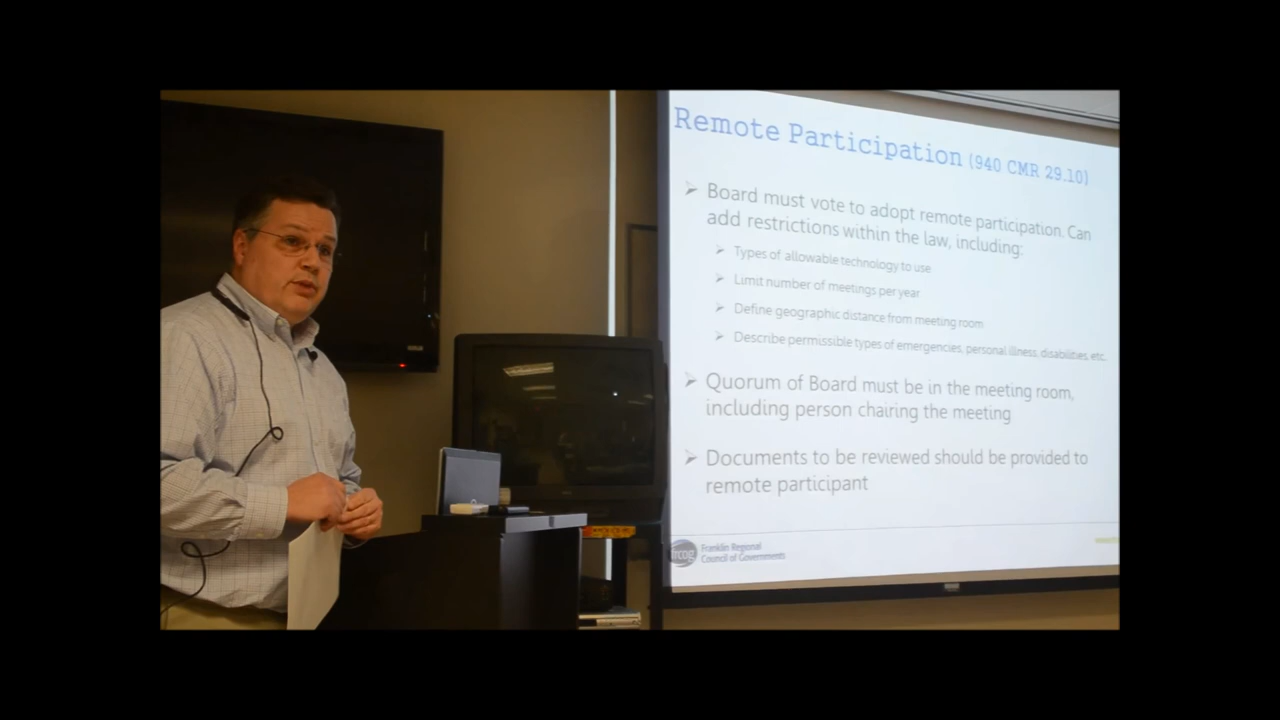 Remote Participation (940 CMR 29.10)
➢ Board must vote to adopt remote participation. Can
add restrictions within the law, including:
➢ Types of allowable technology to use
➢ Limit number of meetings per year
➢ Define geographic distance from meeting room
➢ Describe permissible types of emergencies, personal illness, disabilities, etc.
➢ Quorum of Board must be in the meeting room,
including person chairing the meeting
➢ Documents to be reviewed should be provided to
remote participant
frcog
Franklin Regional
Council of Governments